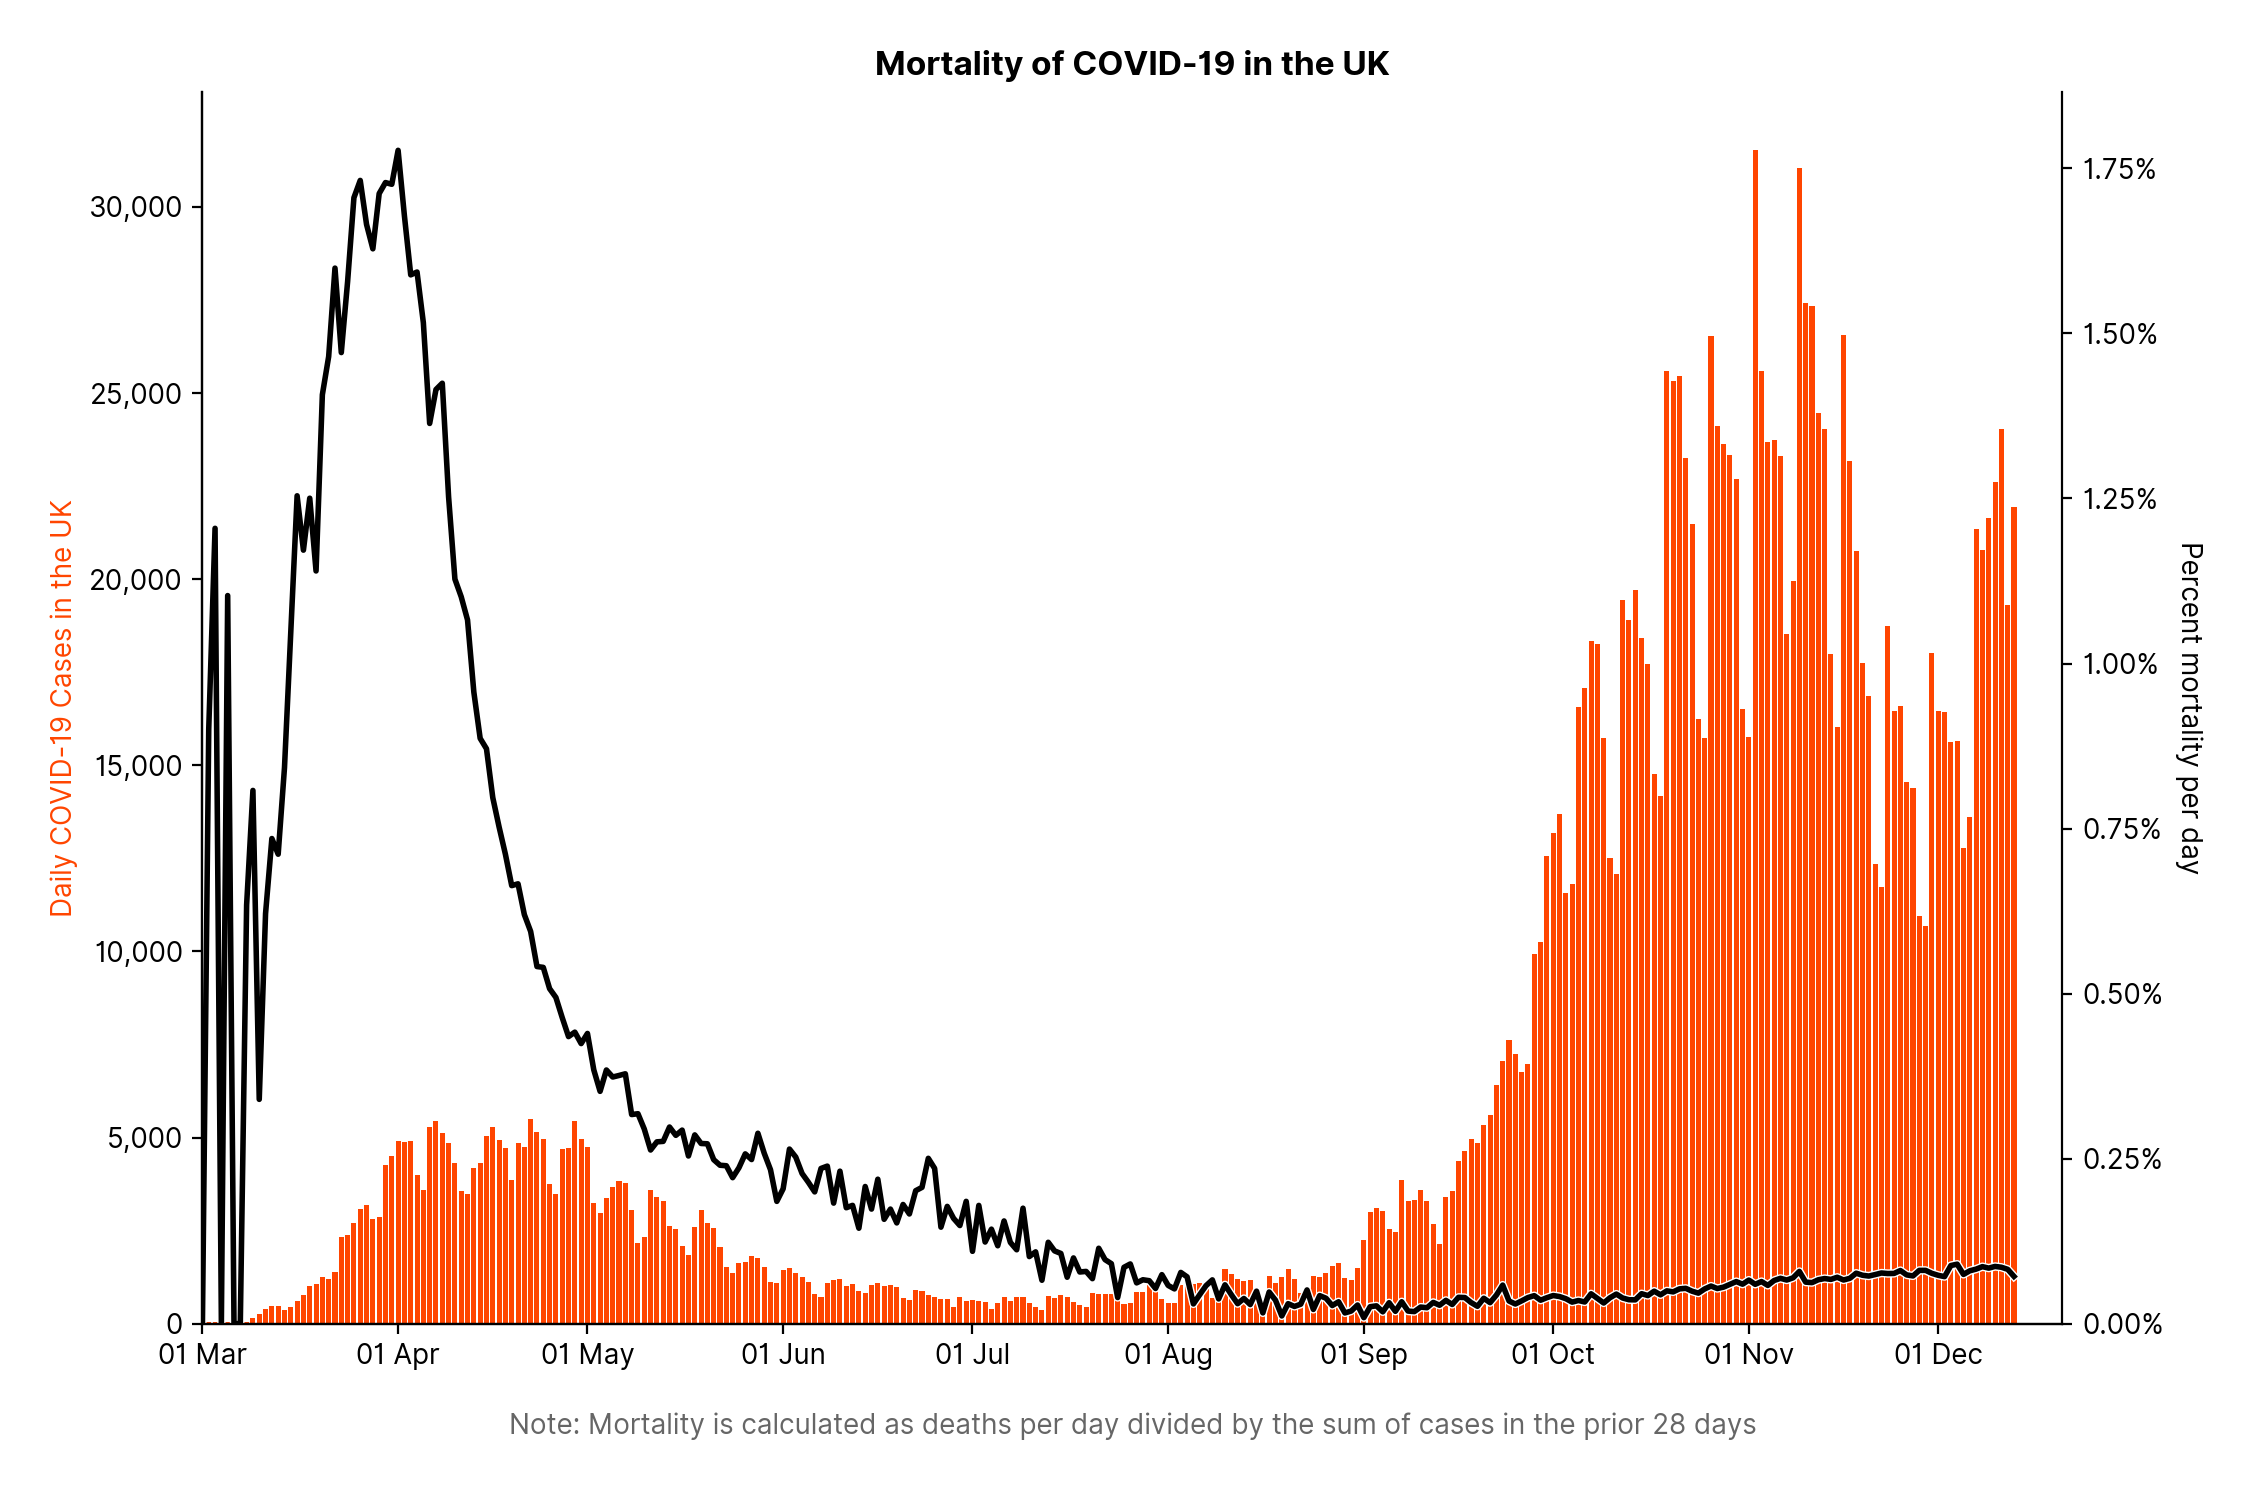 Mortality of COVID-19 in the UK
Daily COVID-19 Cases in the UK
30,000
25,000
20,000
15,000
10,000
5,000
0
1.75%
1.50%
1.25%
1.00%
0.75%
0.50%
0.25%
0.00%
Percent mortality per day
01 Mar
01 Apr
01 May
01 Jun
01 Jul
01 Aug
01 Sep
01 Oct
01 Nov
01 Dec
Note: Mortality is calculated as deaths per day divided by the sum of cases in the prior 28 days